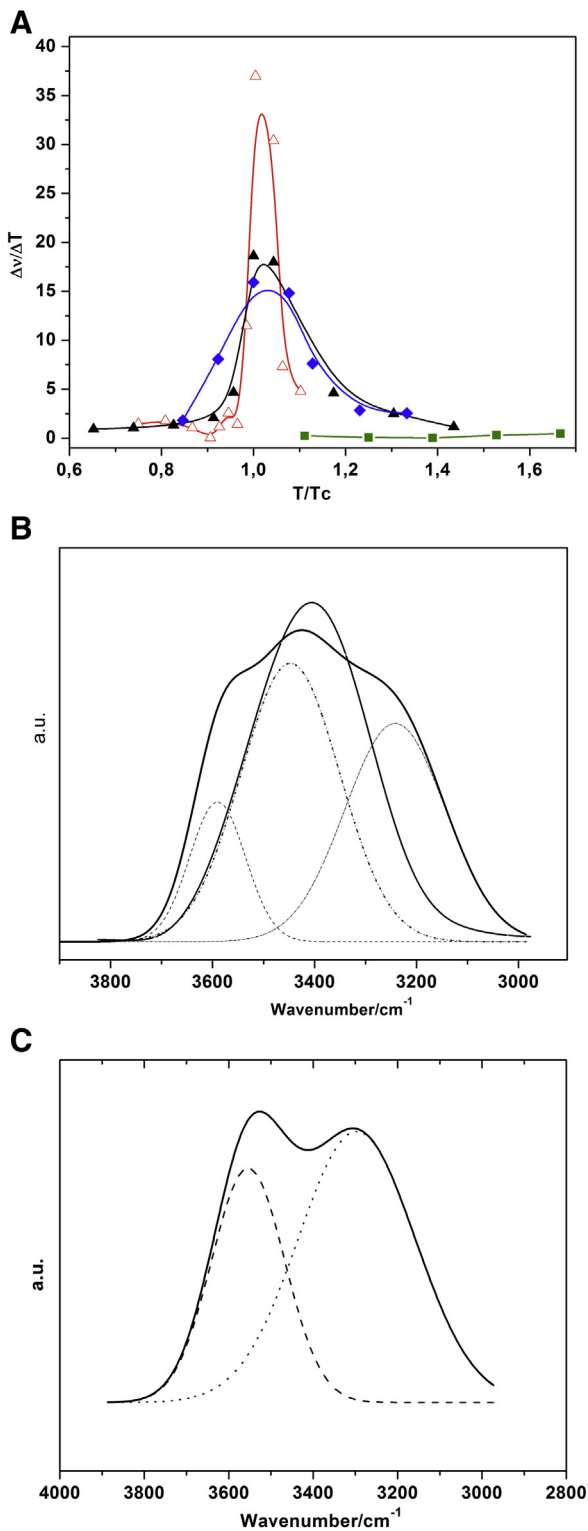 A
40
35
30
25
20
15
10
5
0
Δν/ΔT
0,6 0,8 1,0 1,2 1,4 1,6
T/Tc
B
a.u.
3800 3600 3400 3200 3000
Wavenumber/cm-1
C
a.u.
4000 3800 3600 3400 3200 3000 2800
Wavenumber/cm-1